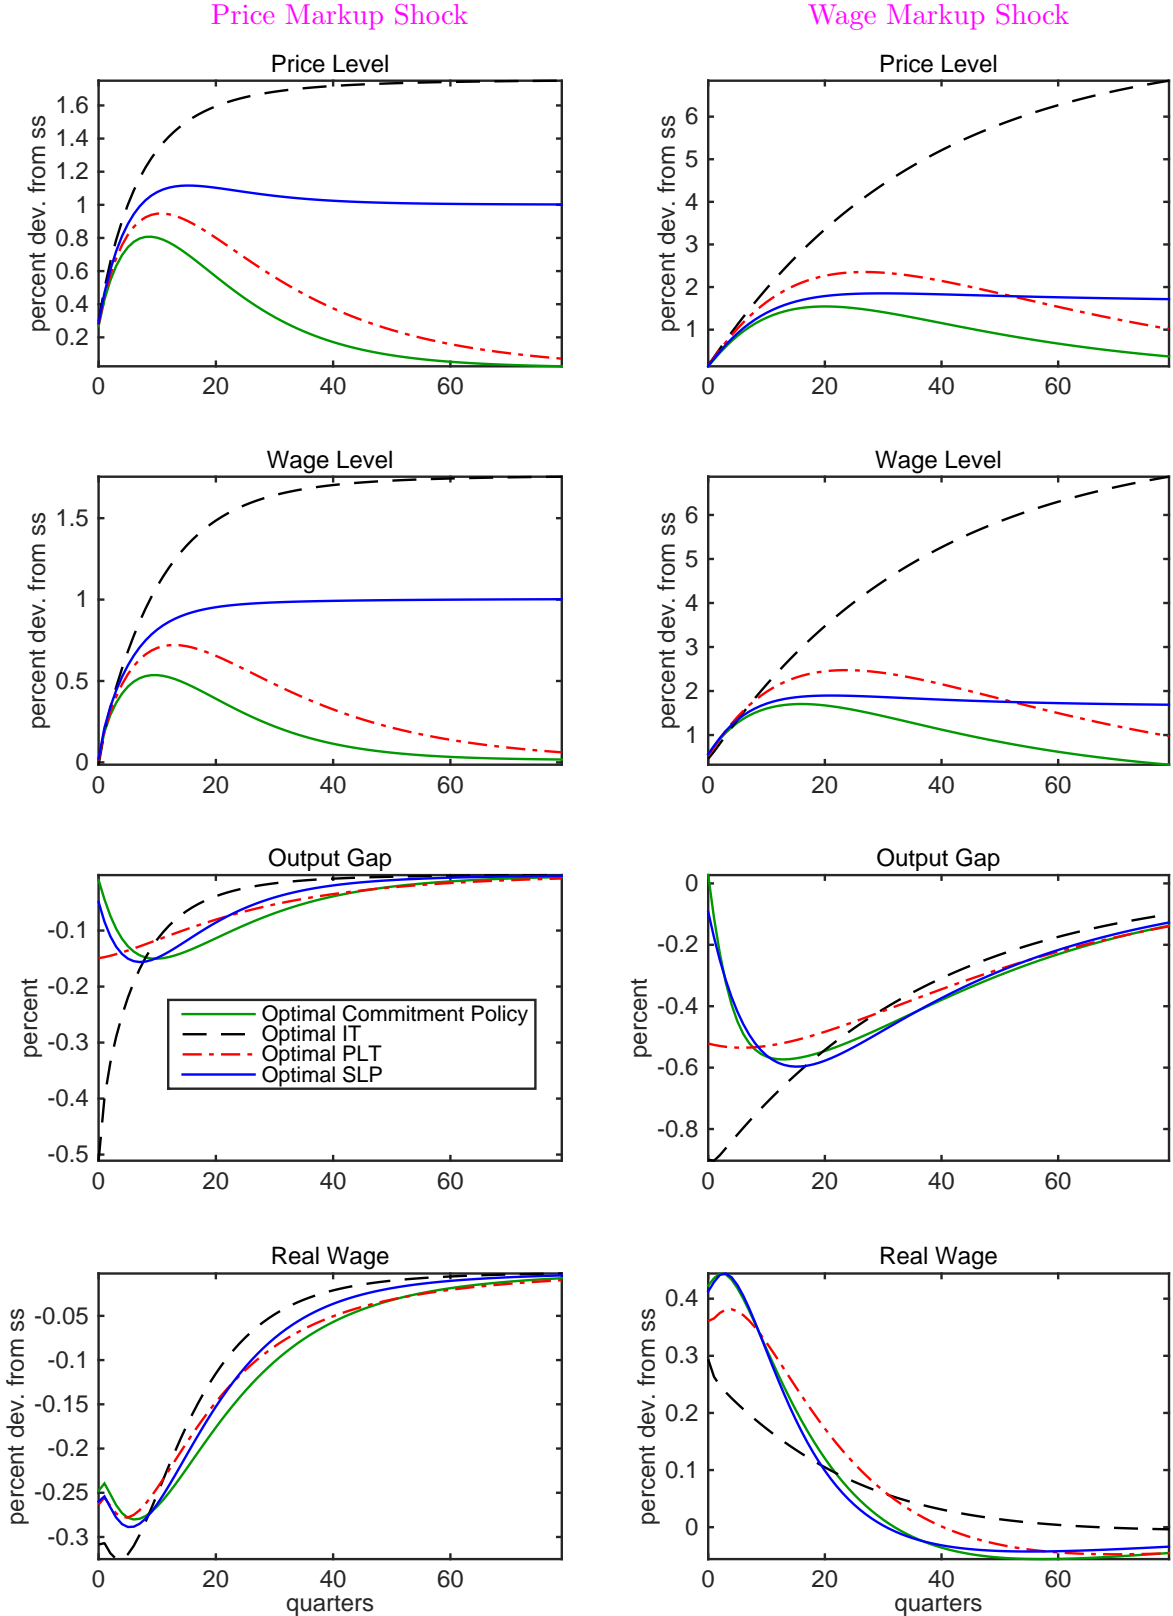 Price Markup Shock
Wage Markup Shock
Price Level
percent dev. from ss
1.6
1.4
1.2
1
0.8
0.6
0.4
0.2
0 20 40 60
Price Level
percent dev. from ss
6
5
4
3
2
1
0 20 40 60
Wage Level
percent dev. from ss
1.5
1
0.5
0
0 20 40 60
Wage Level
percent dev. from ss
6
5
4
3
2
1
0 20 40 60
Output Gap
percent
-0.1
-0.2
-0.3
-0.4
-0.5
Optimal Commitment Policy
Optimal IT
Optimal PLT
Optimal SLP
0 20 40 60
Output Gap
percent
0
-0.2
-0.4
-0.6
-0.8
0 20 40 60
Real Wage
percent dev. from ss
-0.05
-0.1
-0.15
-0.2
-0.25
-0.3
0 20 40 60
quarters
Real Wage
percent dev. from ss
0.4
0.3
0.2
0.1
0
0 20 40 60
quarters